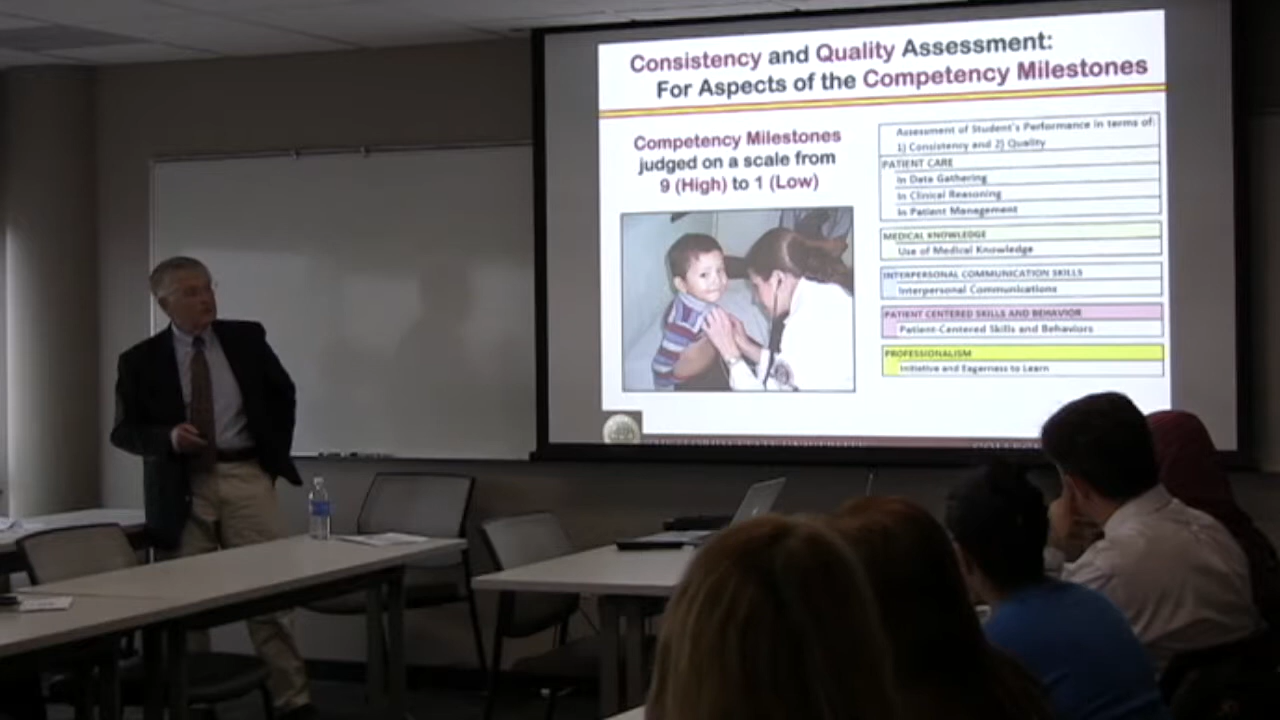 Consistency and Quality Assessment:
For Aspects of the Competency Milestones
Competency Milestones
judged on a scale from
9 (High) to 1 (Low)
Assessment of Student's Performance in terms of:
1) Consistency and 2) Quality
PATIENT CARE
In Data Gathering
In Clinical Reasoning
In Patient Management
MEDICAL KNOWLEDGE
Use of Medical Knowledge
INTERPERSONAL COMMUNICATION SKILLS
Interpersonal Communications
PATIENT CENTERED SKILLS AND BEHAVIOR
Patient-Centered Skills and Behaviors
PROFESSIONALISM
Initiative and Eagerness to Learn
STATE UNIVERSITY